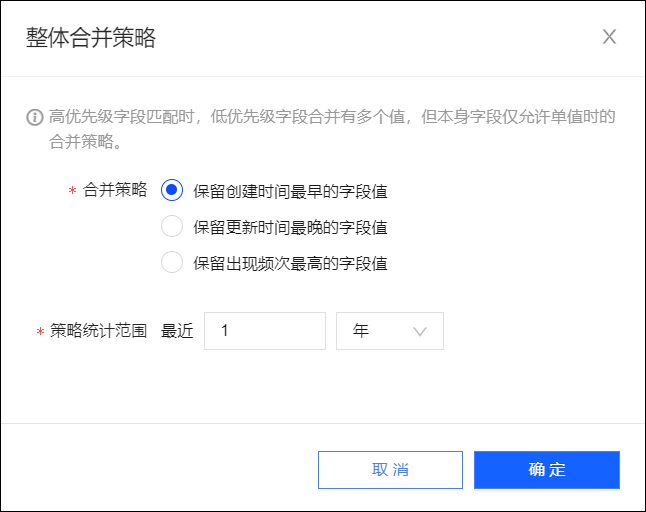 整体合并策略
高优先级字段匹配时，低优先级字段合并有多个值，但本身字段仅允许单值时的
合并策略。
* 合并策略 保留创建时间最早的字段值
保留更新时间最晚的字段值
保留出现频次最高的字段值
* 策略统计范围 最近 1 年
取消 确定